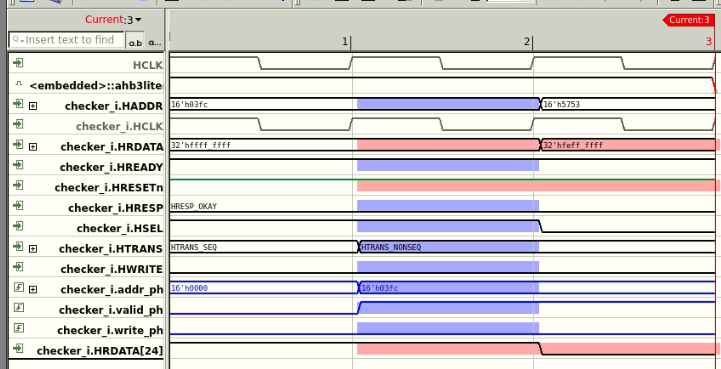 Current:3
Current:3
Insert text to find
a.b
a...
1
2
3
HCLK
<embedded>::ahb3lite
checker_i.HADDR
16'h03fc
16'h5753
checker_i.HCLK
checker_i.HRDATA
32'hffff_ffff
32'hfeff_ffff
checker_i.HREADY
checker_i.HRESETn
checker_i.HRESP
HRESP_OKAY
checker_i.HSEL
checker_i.HTRANS
HTRANS_SEQ
HTRANS_NONSEQ
checker_i.HWRITE
checker_i.addr_ph
16'h0000
16'h03fc
checker_i.valid_ph
checker_i.write_ph
checker_i.HRDATA[24]